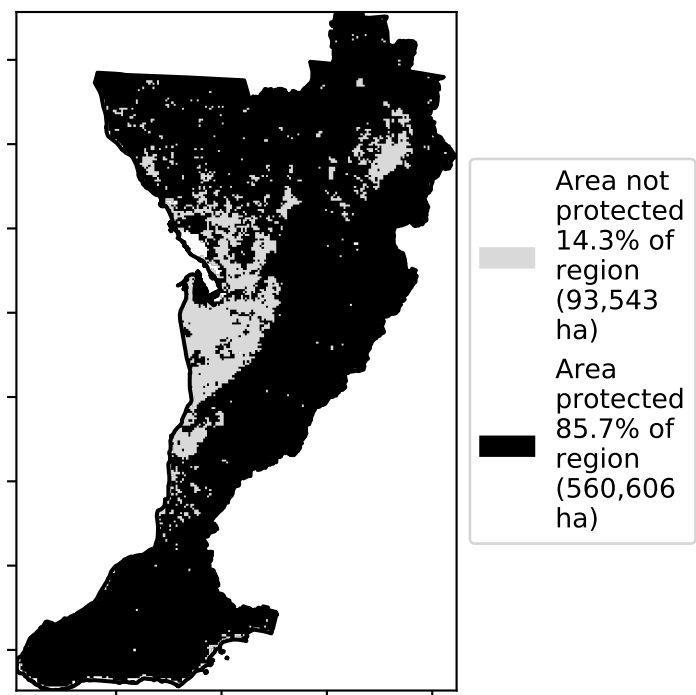 Area not
protected
14.3% of
region
(93,543
ha)
Area
protected
85.7% of
region
(560,606
ha)